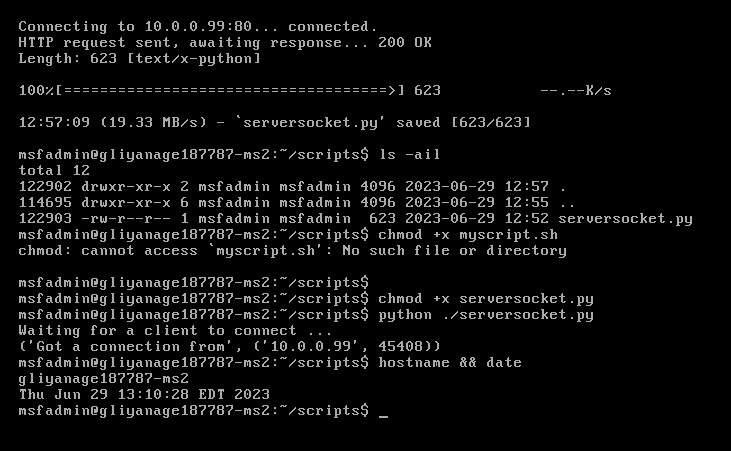 Connecting to 10.0.0.99:80... connected.
HTTP request sent, awaiting response... 200 OK
Length: 623 [text/x-python]
100%[====================================>] 623           --.--K/s
12:57:09 (19.33 MB/s) - `serversocket.py' saved [623/623]
msfadmin@gliyanage187787-ms2:~/scripts$ ls -ail
total 12
122902 drwxr-xr-x 2 msfadmin msfadmin 4096 2023-06-29 12:57 .
114695 drwxr-xr-x 6 msfadmin msfadmin 4096 2023-06-29 12:55 ..
122903 -rw-r--r-- 1 msfadmin msfadmin  623 2023-06-29 12:52 serversocket.py
msfadmin@gliyanage187787-ms2:~/scripts$ chmod +x myscript.sh
chmod: cannot access `myscript.sh': No such file or directory
msfadmin@gliyanage187787-ms2:~/scripts$
msfadmin@gliyanage187787-ms2:~/scripts$ chmod +x serversocket.py
msfadmin@gliyanage187787-ms2:~/scripts$ python ./serversocket.py
Waiting for a client to connect ...
('Got a connection from', ('10.0.0.99', 45408))
msfadmin@gliyanage187787-ms2:~/scripts$ hostname && date
gliyanage187787-ms2
Thu Jun 29 13:10:28 EDT 2023
msfadmin@gliyanage187787-ms2:~/scripts$ _